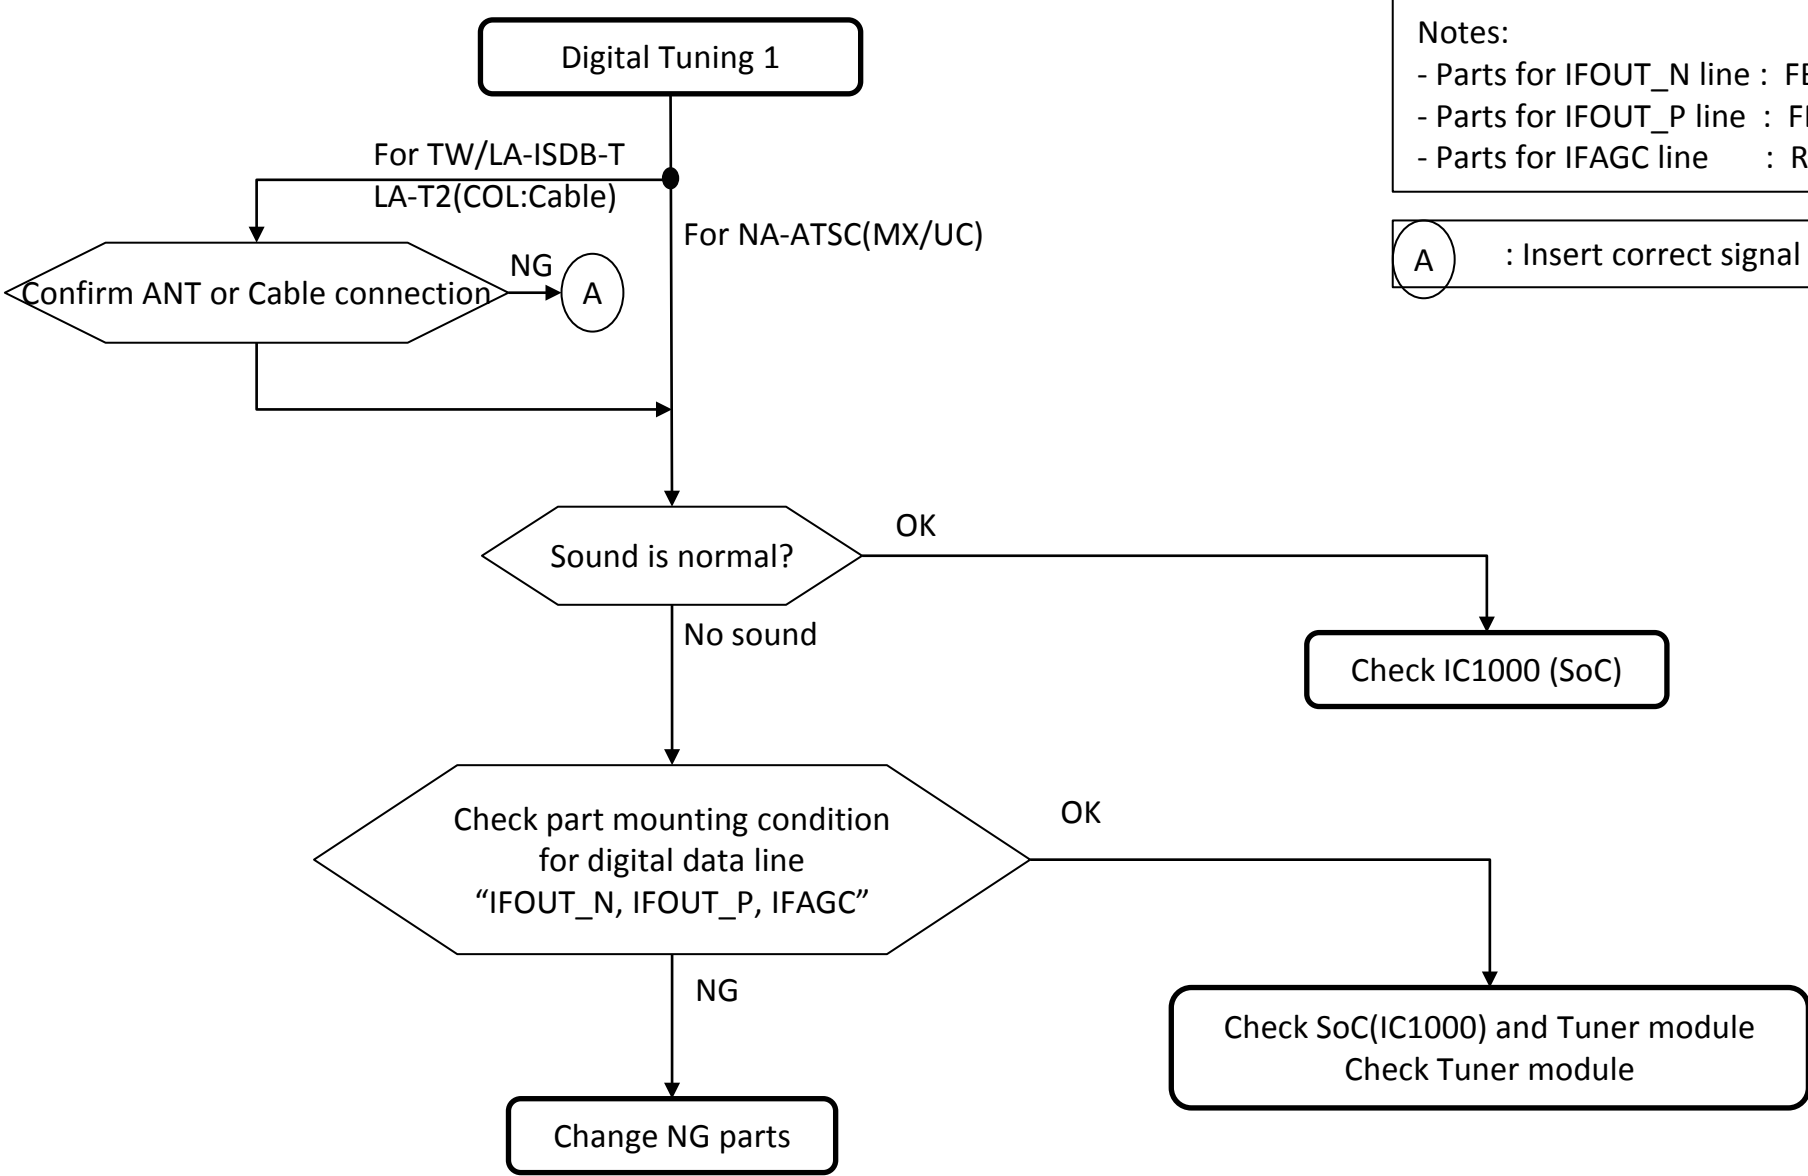 Digital Tuning 1
Notes:
- Parts for IFOUT_N line :
- Parts for IFOUT_P line :
- Parts for IFAGC line :
For TW/LA-ISDB-T
LA-T2(COL:Cable)
For NA-ATSC(MX/UC)
A : Insert correct signal
Confirm ANT or Cable connection
NG
A
Sound is normal?
OK
No sound
Check IC1000 (SoC)
Check part mounting condition
for digital data line
“IFOUT_N, IFOUT_P, IFAGC”
OK
NG
Check SoC(IC1000) and Tuner module
Check Tuner module
Change NG parts